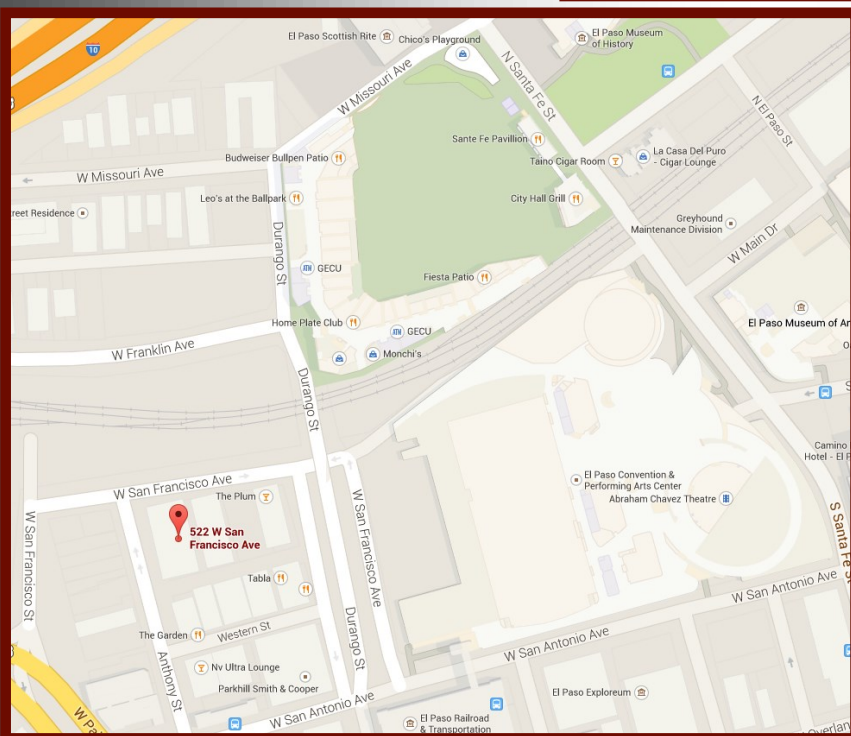 El Paso Scottish Rite
Chico's Playground
El Paso Museum
of History
10
W Missouri Ave
N Santa Fe St
N El Paso St
Sante Fe Pavillion
Budweiser Bullpen Patio
Taino Cigar Room
La Casa Del Puro
- Cigar Lounge
W Missouri Ave
Leo's at the Ballpark
City Hall Grill
reet Residence
Greyhound
Maintenance Division
Durango St
W Main Dr
ATM
GECU
Fiesta Patio
El Paso Museum of Ar
Home Plate Club
ATM
GECU
W Franklin Ave
Monchi's
Durango St
Camino
Hotel - El P
El Paso Convention &
Performing Arts Center
Abraham Chavez Theatre
W San Francisco Ave
The Plum
522 W San
Francisco Ave
W San Francisco Ave
W San Francisco St
S Santa Fe St
Tabla
W San Antonio Ave
The Garden
Western St
Durango St
W San Antonio Ave
Anthony St
Nv Ultra Lounge
Parkhill Smith & Cooper
El Paso Exploreum
W San Antonio Ave
W Pa
El Paso Railroad
& Transportation
Overlan